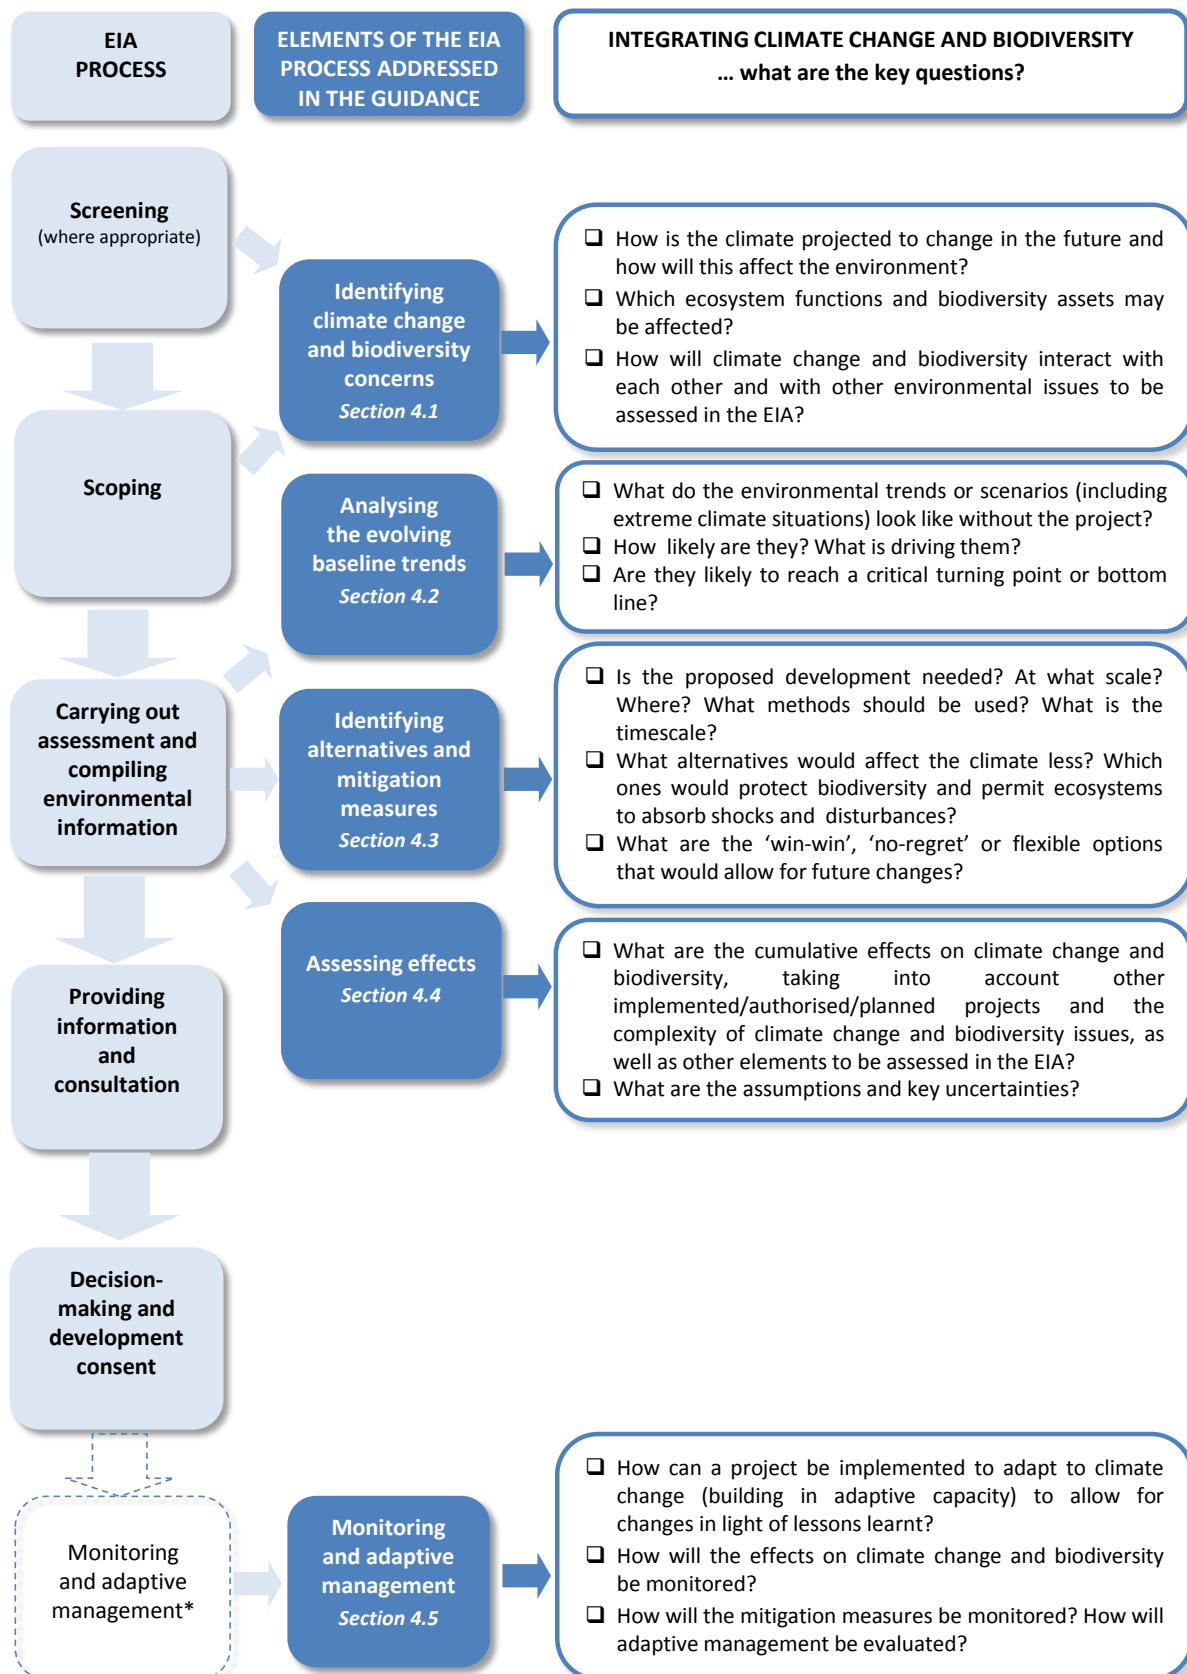 EIA
PROCESS
ELEMENTS OF THE EIA
PROCESS ADDRESSED
IN THE GUIDANCE
INTEGRATING CLIMATE CHANGE AND BIODIVERSITY
... what are the key questions?
Screening
(where appropriate)
Identifying
climate change
and biodiversity
concerns
Section 4.1
❑ How is the climate projected to change in the future and
how will this affect the environment?
❑ Which ecosystem functions and biodiversity assets may
be affected?
❑ How will climate change and biodiversity interact with
each other and with other environmental issues to be
assessed in the EIA?
Scoping
Analysing
the evolving
baseline trends
Section 4.2
❑ What do the environmental trends or scenarios (including
extreme climate situations) look like without the project?
❑ How likely are they? What is driving them?
❑ Are they likely to reach a critical turning point or bottom
line?
Carrying out
assessment and
compiling
environmental
information
Identifying
alternatives and
mitigation
measures
Section 4.3
❑ Is the proposed development needed? At what scale?
Where? What methods should be used? What is the
timescale?
❑ What alternatives would affect the climate less? Which
ones would protect biodiversity and permit ecosystems
to absorb shocks and disturbances?
❑ What are the ‘win-win’, ‘no-regret’ or flexible options
that would allow for future changes?
Providing
information
and
consultation
Assessing effects
Section 4.4
❑ What are the cumulative effects on climate change and
biodiversity, taking into account other
implemented/authorised/planned projects and the
complexity of climate change and biodiversity issues, as
well as other elements to be assessed in the EIA?
❑ What are the assumptions and key uncertainties?
Decision-
making and
development
consent
Monitoring
and adaptive
management*
Monitoring
and adaptive
management
Section 4.5
❑ How can a project be implemented to adapt to climate
change (building in adaptive capacity) to allow for
changes in light of lessons learnt?
❑ How will the effects on climate change and biodiversity
be monitored?
❑ How will the mitigation measures be monitored? How will
adaptive management be evaluated?